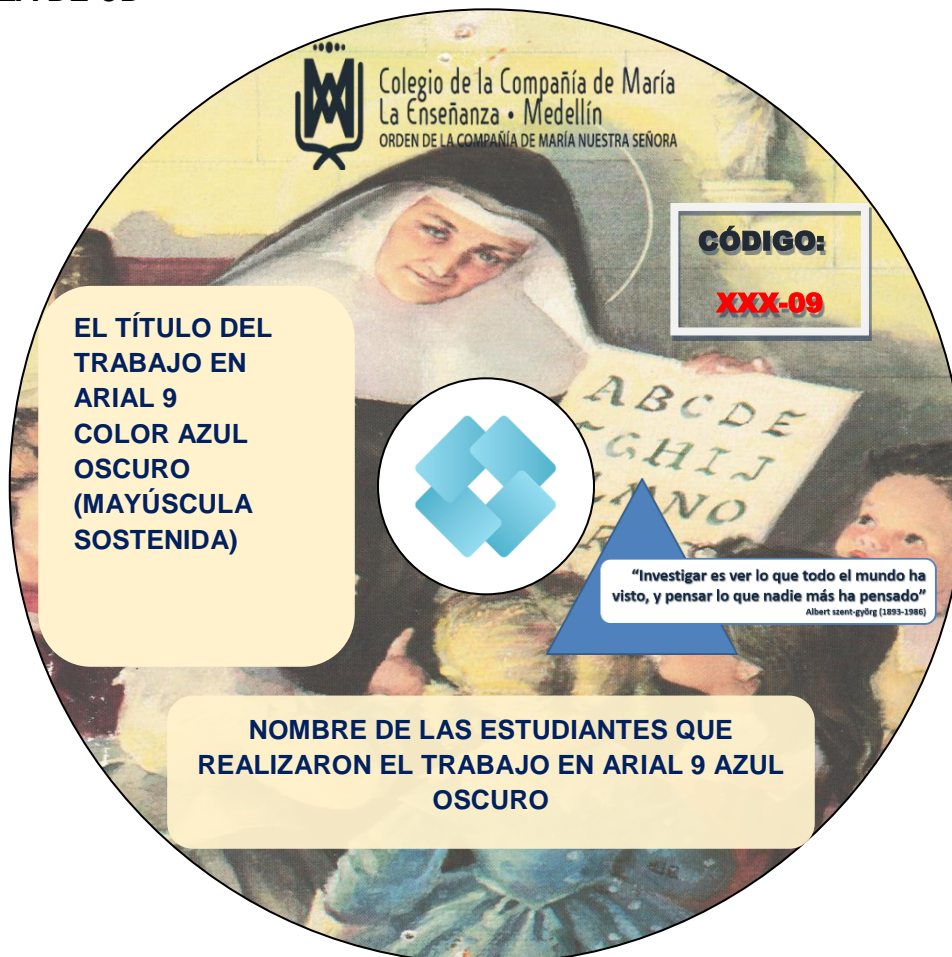 Colegio de la Compañía de María
La Enseñanza • Medellín
ORDEN DE LA COMPAÑÍA DE MARÍA NUESTRA SEÑORA
CÓDIGO:
XXX-09
EL TÍTULO DEL
TRABAJO EN
ARIAL 9
COLOR AZUL
OSCURO
(MAYÚSCULA
SOSTENIDA)
A B C D E
G H I J
N O
“Investigar es ver lo que todo el mundo ha
visto, y pensar lo que nadie más ha pensado”
Albert szent-györg (1893-1986)
NOMBRE DE LAS ESTUDIANTES QUE
REALIZARON EL TRABAJO EN ARIAL 9 AZUL
OSCURO